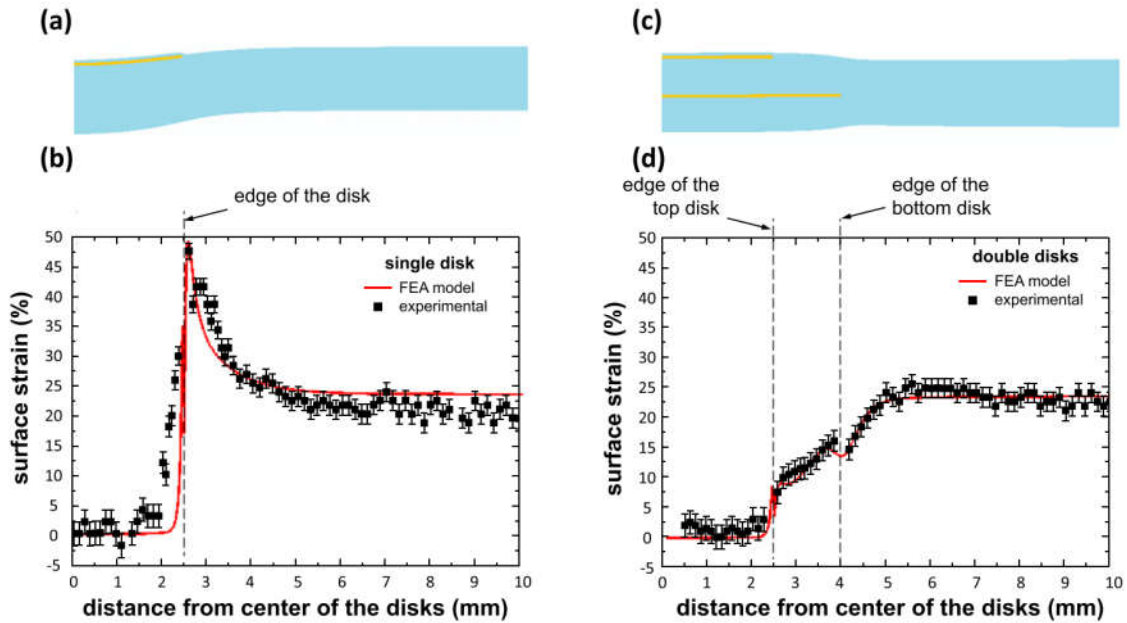 (a)
(c)
(b)
edge of the disk
50
45
40
35
30
25
20
15
10
5
0
-5
surface strain (%)
single disk
FEA model
experimental
0 1 2 3 4 5 6 7 8 9 10
distance from center of the disks (mm)
(d)
edge of the
top disk
edge of the
bottom disk
50
45
40
35
30
25
20
15
10
5
0
-5
surface strain (%)
double disks
FEA model
experimental
0 1 2 3 4 5 6 7 8 9 10
distance from center of the disks (mm)